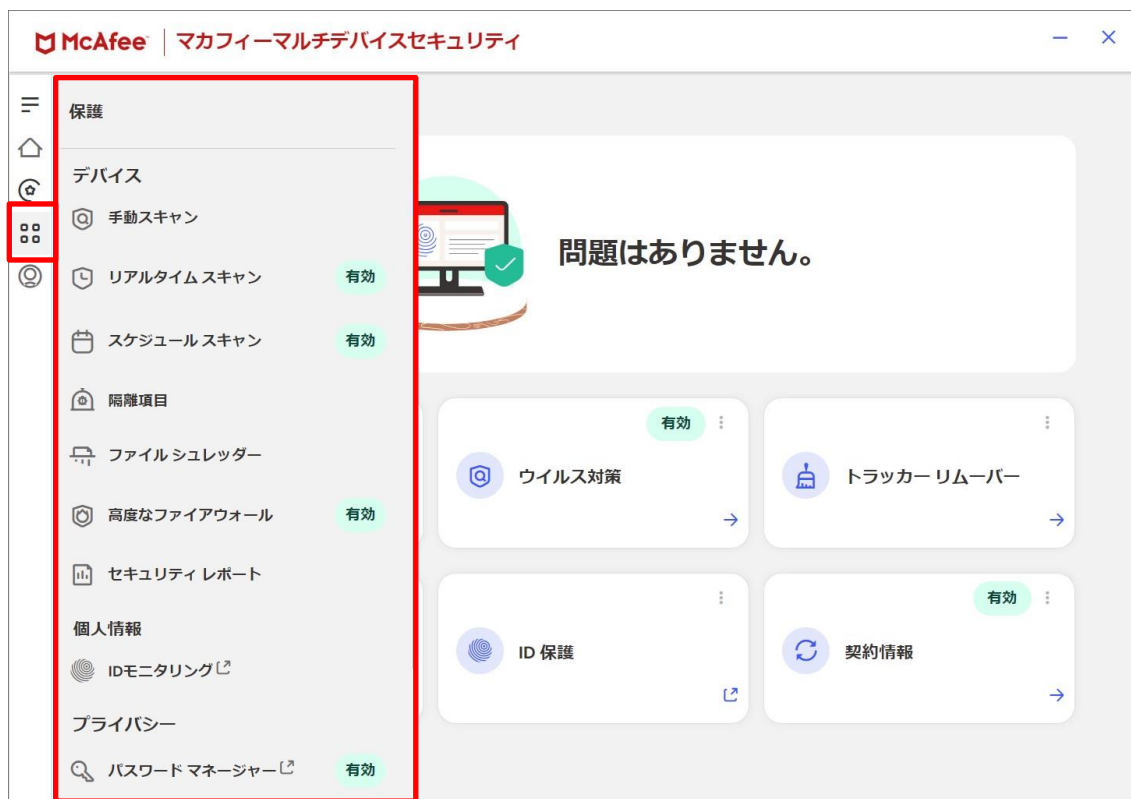 McAfee マカフィーマルチデバイスセキュリティ
保護
デバイス
手動スキャン
リアルタイム スキャン 有効
スケジュール スキャン 有効
隔離項目
ファイル シュレッダー
高度なファイアウォール 有効
セキュリティ レポート
個人情報
IDモニタリング
プライバシー
パスワード マネージャー 有効
問題はありません。
有効
ウイルス対策
トラッカー リムーバー
ID 保護
有効
契約情報